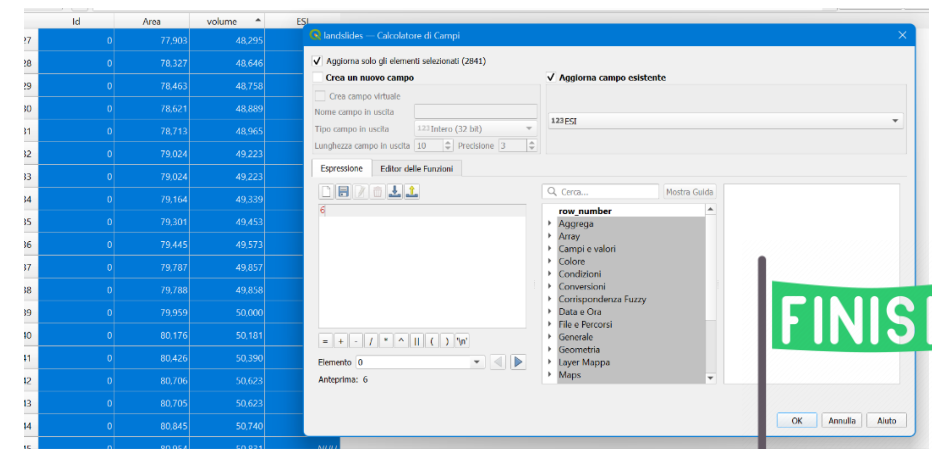 Id Area volume ESI
27 0 77,903 48,295
28 0 78,327 48,646
29 0 78,463 48,758
30 0 78,621 48,889
31 0 78,713 48,965
32 0 79,024 49,223
33 0 79,024 49,223
34 0 79,164 49,339
35 0 79,301 49,453
36 0 79,445 49,573
37 0 79,787 49,857
38 0 79,788 49,858
39 0 79,959 50,000
40 0 80,176 50,181
41 0 80,426 50,390
42 0 80,706 50,623
43 0 80,705 50,623
44 0 80,845 50,740
0 80,954 50,831 NULL
landslides — Calcolatore di Campi
Aggiorna solo gli elementi selezionati (2841)
Crea un nuovo campo
Crea campo virtuale
Nome campo in uscita
Tipo campo in uscita 123 Intero (32 bit)
Lunghezza campo in uscita 10 Precisione 3
Aggiorna campo esistente
123 ESI
Espressione Editor delle Funzioni
6
= + - / * ^ || ( ) '\n'
Elemento 0
Anteprima: 6
Cerca... Mostra Guida
row_number
Aggrega
Array
Campi e valori
Colore
Condizioni
Conversioni
Corrispondenza Fuzzy
Data e Ora
File e Percorsi
Generale
Geometria
Layer Mappa
Maps
FINIS
OK Annulla Aiuto